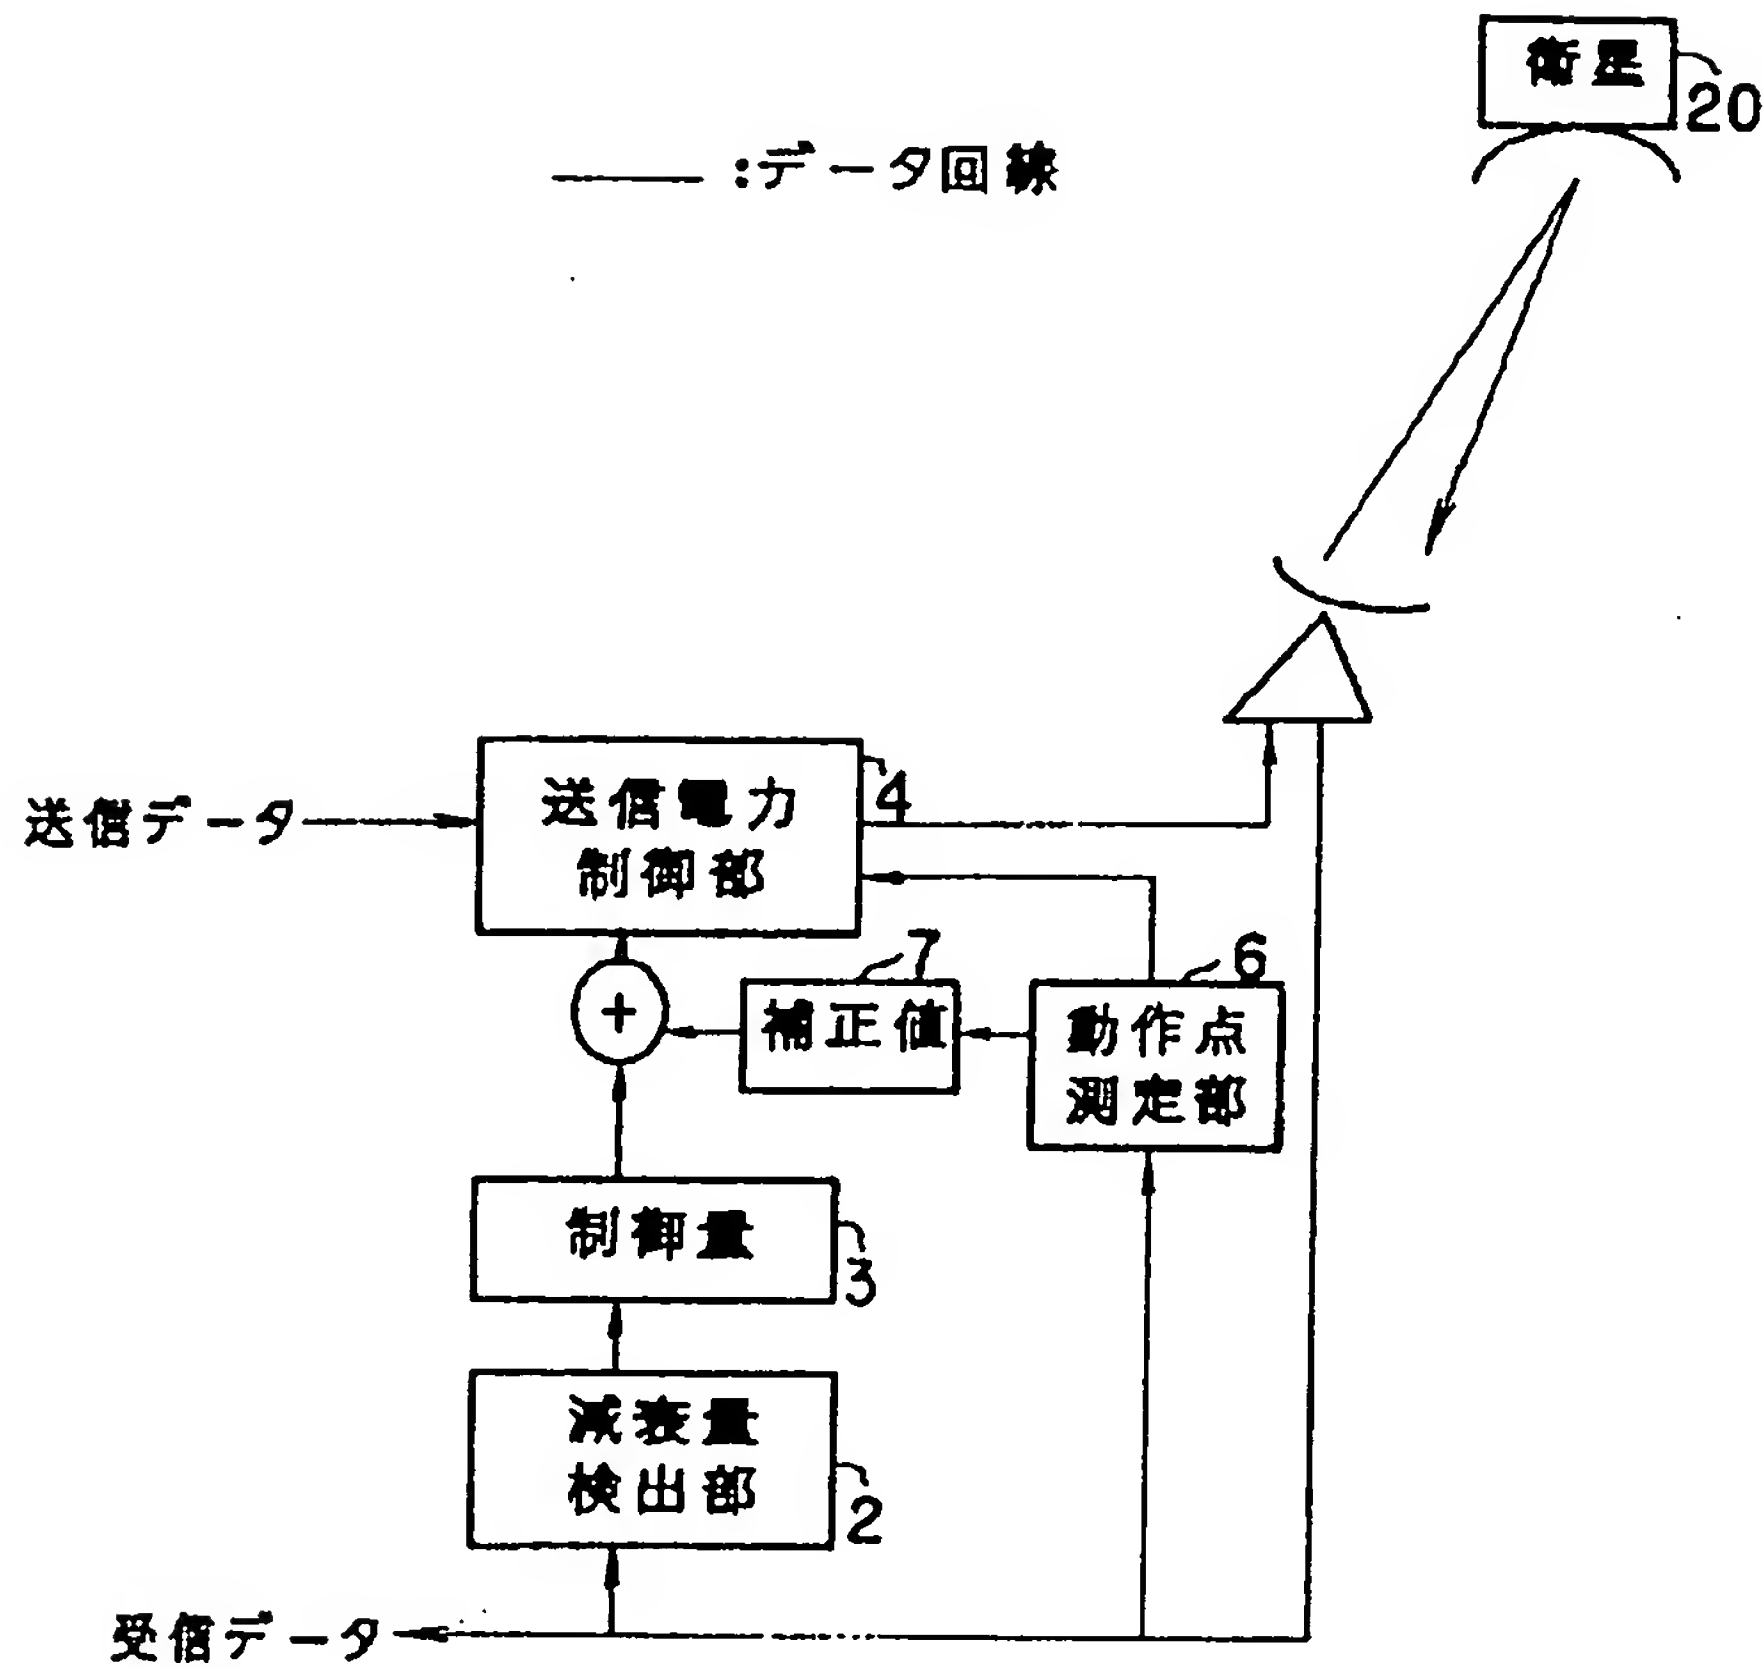 衛星
20
:データ回線
送信データ
送信電力
制御部
4
7
補正値
6
動作点
測定部
+
制御量
3
減衰量
検出部
2
受信データ